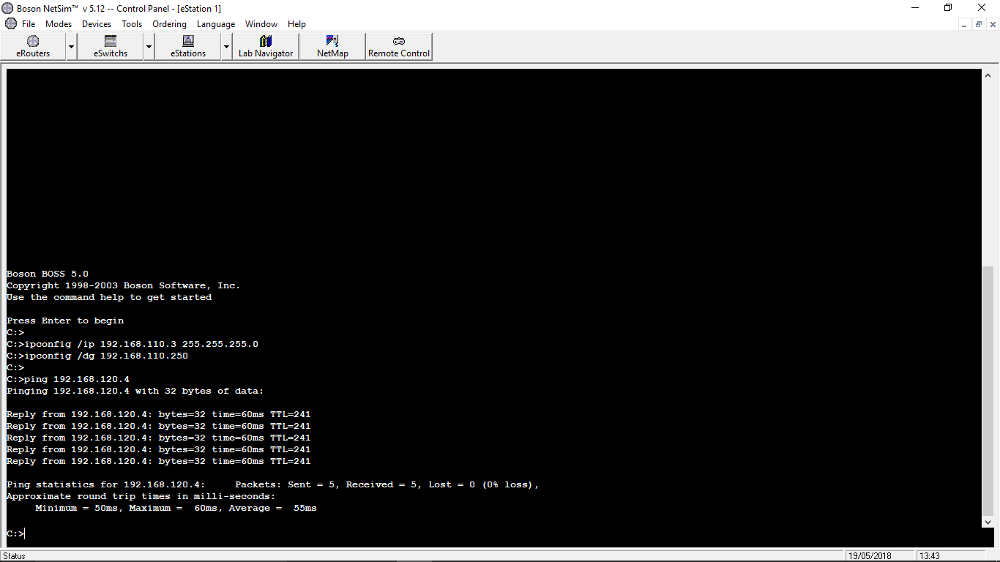 Boson NetSim™ v 5.12 -- Control Panel - [eStation 1]
File Modes Devices Tools Ordering Language Window Help
eRouters eSwitchs eStations Lab Navigator NetMap Remote Control
Boson BOSS 5.0
Copyright 1998-2003 Boson Software, Inc.
Use the command help to get started
Press Enter to begin
C:>
C:>ipconfig /ip 192.168.110.3 255.255.255.0
C:>ipconfig /dg 192.168.110.250
C:>
C:>ping 192.168.120.4
Pinging 192.168.120.4 with 32 bytes of data:
Reply from 192.168.120.4: bytes=32 time=60ms TTL=241
Reply from 192.168.120.4: bytes=32 time=60ms TTL=241
Reply from 192.168.120.4: bytes=32 time=60ms TTL=241
Reply from 192.168.120.4: bytes=32 time=60ms TTL=241
Reply from 192.168.120.4: bytes=32 time=60ms TTL=241
Ping statistics for 192.168.120.4:     Packets: Sent = 5, Received = 5, Lost = 0 (0% loss),
Approximate round trip times in milli-seconds:
     Minimum = 50ms, Maximum =  60ms, Average =  55ms
C:>
Status 19/05/2018 13:43